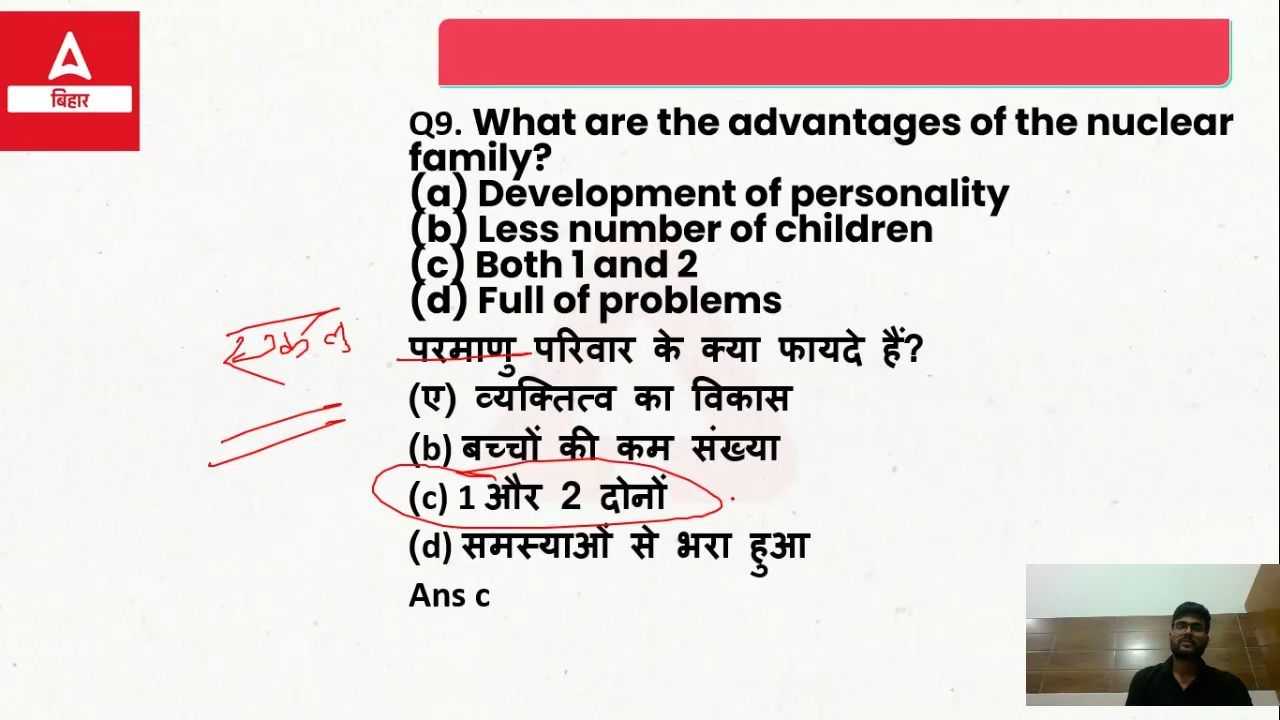 बिहार
Q9. What are the advantages of the nuclear
family?
(a) Development of personality
(b) Less number of children
(c) Both 1 and 2
(d) Full of problems
परमाणु परिवार के क्या फायदे हैं?
एकल
(ए) व्यक्तित्व का विकास
(b) बच्चों की कम संख्या
(c) 1 और 2 दोनों
(d) समस्याओं से भरा हुआ
Ans c